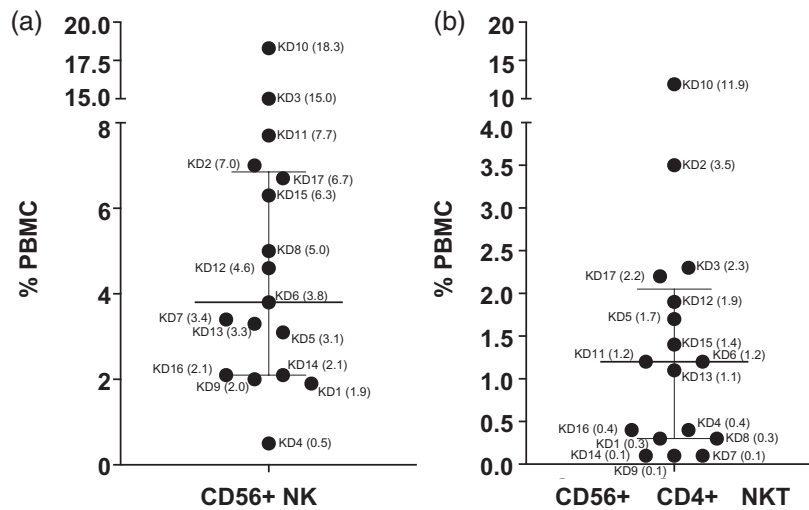 (a)
% PBMC
20.0
17.5
15.0
8
6
4
2
0
KD10 (18.3)
KD3 (15.0)
KD11 (7.7)
KD2 (7.0)
KD17 (6.7)
KD15 (6.3)
KD8 (5.0)
KD12 (4.6)
KD6 (3.8)
KD7 (3.4)
KD13 (3.3)
KD5 (3.1)
KD16 (2.1)
KD14 (2.1)
KD9 (2.0)
KD1 (1.9)
KD4 (0.5)
CD56+ NK
(b)
% PBMC
20
15
10
4.0
3.5
3.0
2.5
2.0
1.5
1.0
0.5
0.0
KD10 (11.9)
KD2 (3.5)
KD3 (2.3)
KD17 (2.2)
KD12 (1.9)
KD5 (1.7)
KD15 (1.4)
KD11 (1.2)
KD6 (1.2)
KD13 (1.1)
KD4 (0.4)
KD16 (0.4)
KD8 (0.3)
KD1 (0.3)
KD14 (0.1)
KD7 (0.1)
KD9 (0.1)
CD56+ CD4+ NKT